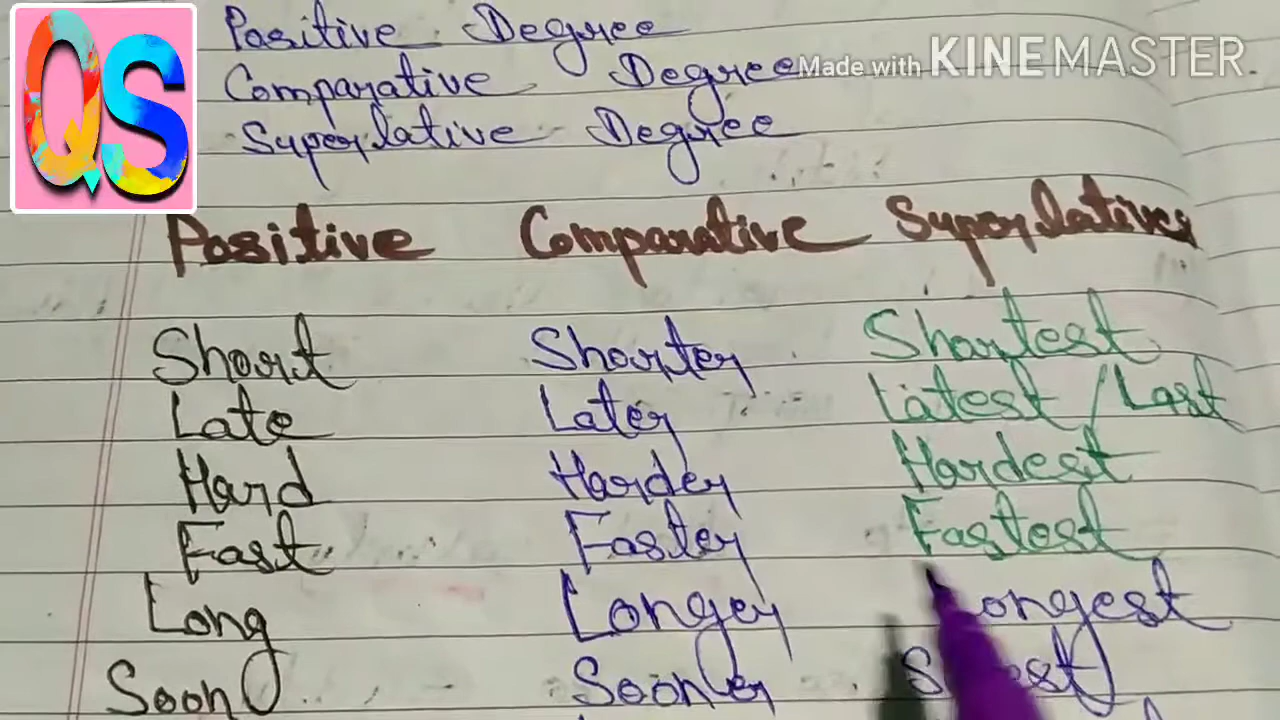 QS
Positive Degree
Made with KINEMASTER
Comparative Degree
Superlative Degree
Positive Comparative Superlative
Short Shorter Shortest
Late Later Latest / Last
Hard Harder Hardest
Fast Faster Fastest
Long Longer Longest
Soon Sooner